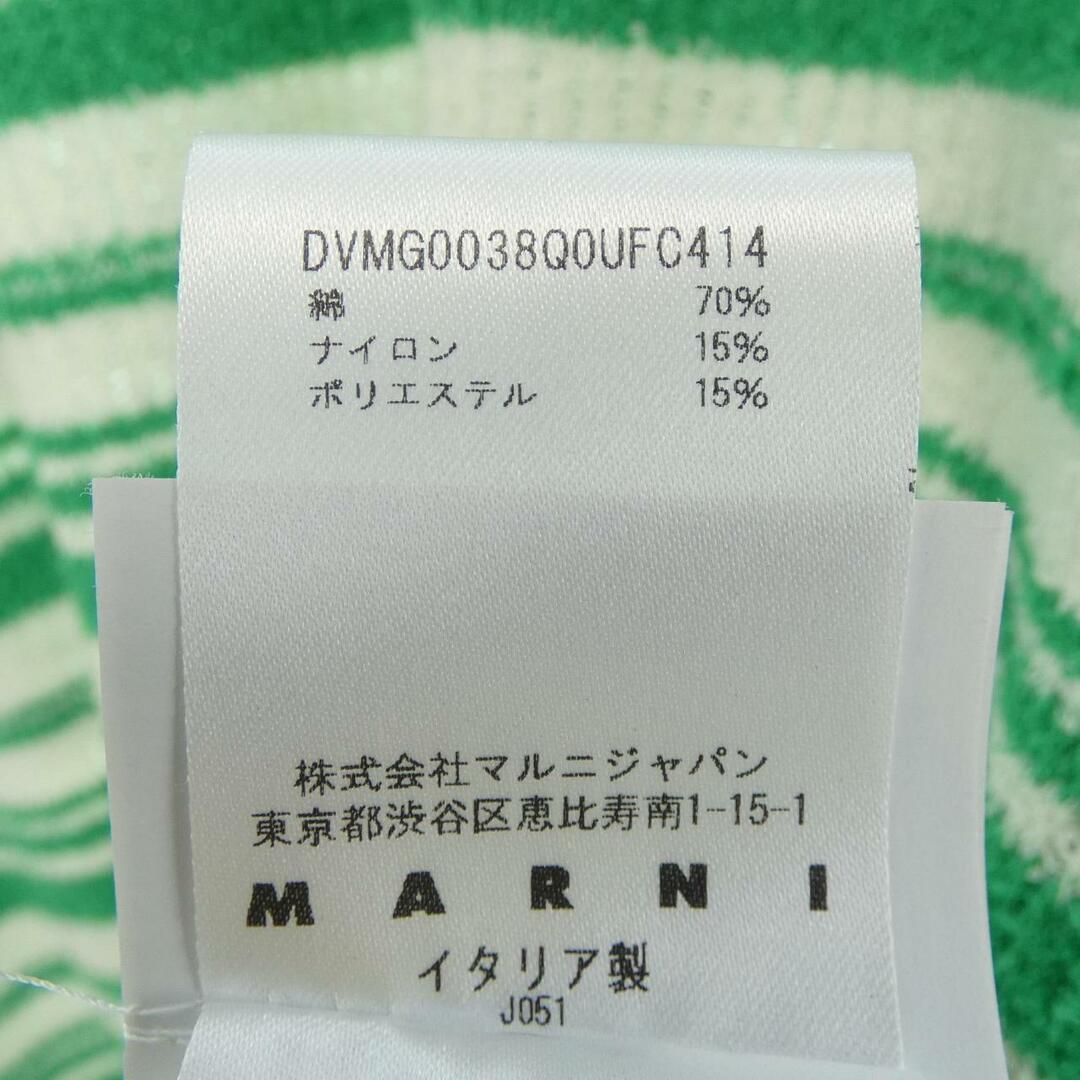 DVMG0038Q0UFC414
綿 70%
ナイロン 15%
ポリエステル 15%
株式会社マルニジャパン
東京都渋谷区恵比寿南1-15-1
MARNI
イタリア製
J051